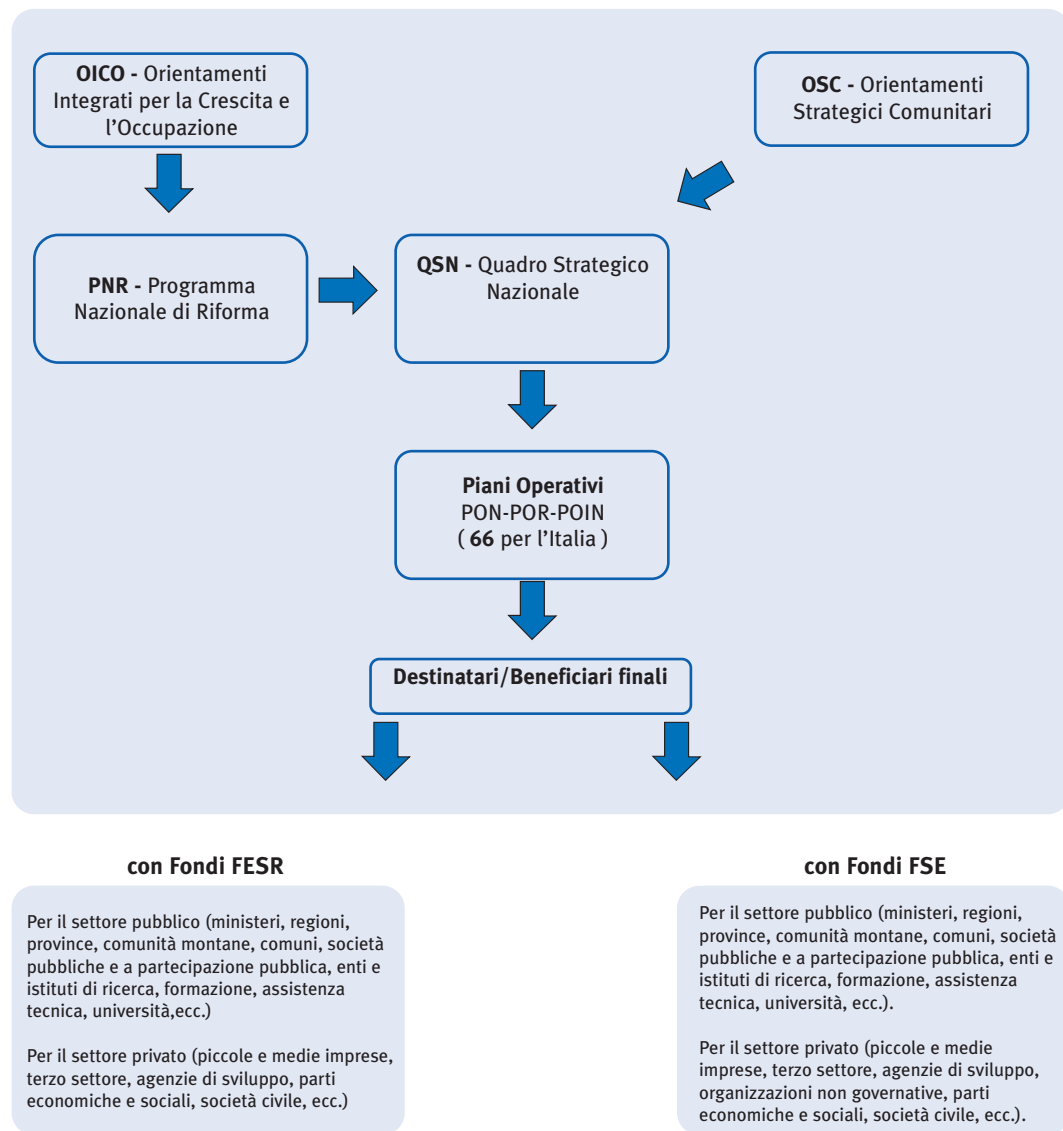 OICO - Orientamenti
Integrati per la Crescita e
l'Occupazione
OSC - Orientamenti
Strategici Comunitari
PNR - Programma
Nazionale di Riforma
QSN - Quadro Strategico
Nazionale
Piani Operativi
PON-POR-POIN
( 66 per l'Italia )
Destinatari/Beneficiari finali
con Fondi FESR
Per il settore pubblico (ministeri, regioni,
province, comunità montane, comuni, società
pubbliche e a partecipazione pubblica, enti e
istituti di ricerca, formazione, assistenza
tecnica, università,ecc.)
Per il settore privato (piccole e medie imprese,
terzo settore, agenzie di sviluppo, parti
economiche e sociali, società civile, ecc.)
con Fondi FSE
Per il settore pubblico (ministeri, regioni,
province, comunità montane, comuni, società
pubbliche e a partecipazione pubblica, enti e
istituti di ricerca, formazione, assistenza
tecnica, università, ecc.).
Per il settore privato (piccole e medie
imprese, terzo settore, agenzie di sviluppo,
organizzazioni non governative, parti
economiche e sociali, società civile, ecc.).